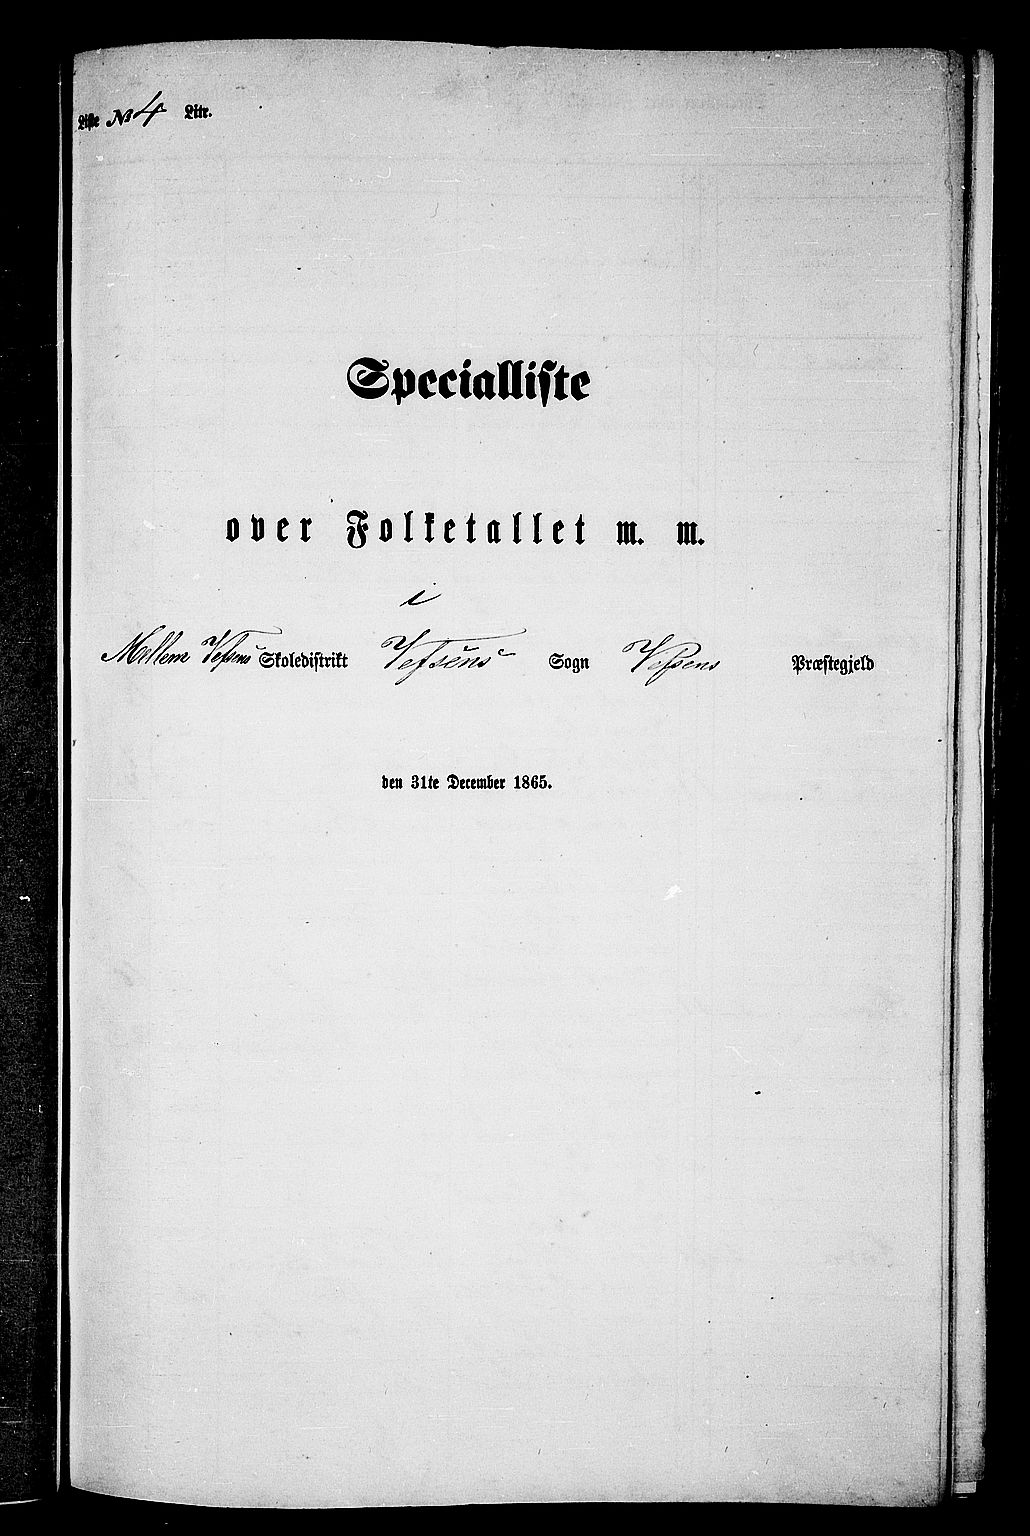 Liste No 4 Litr.
Specialliste
over Folketallet m. m.
i
Mellem Vefsens Skoledistrikt Vefsens Sogn Vefsens Præstegjeld
den 31te December 1865.